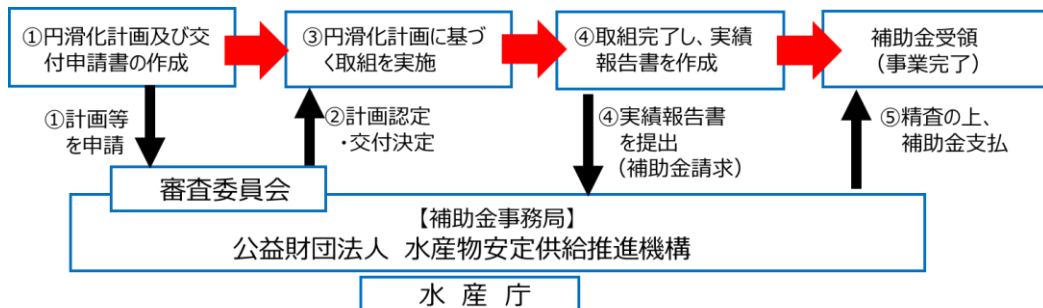 ①円滑化計画及び交
付申請書の作成
③円滑化計画に基づ
く取組を実施
④取組完了し、実績
報告書を作成
補助金受領
（事業完了）
①計画等
を申請
②計画認定
・交付決定
④実績報告書
を提出
（補助金請求）
⑤精査の上、
補助金支払
審査委員会
【補助金事務局】
公益財団法人 水産物安定供給推進機構
水 産 庁